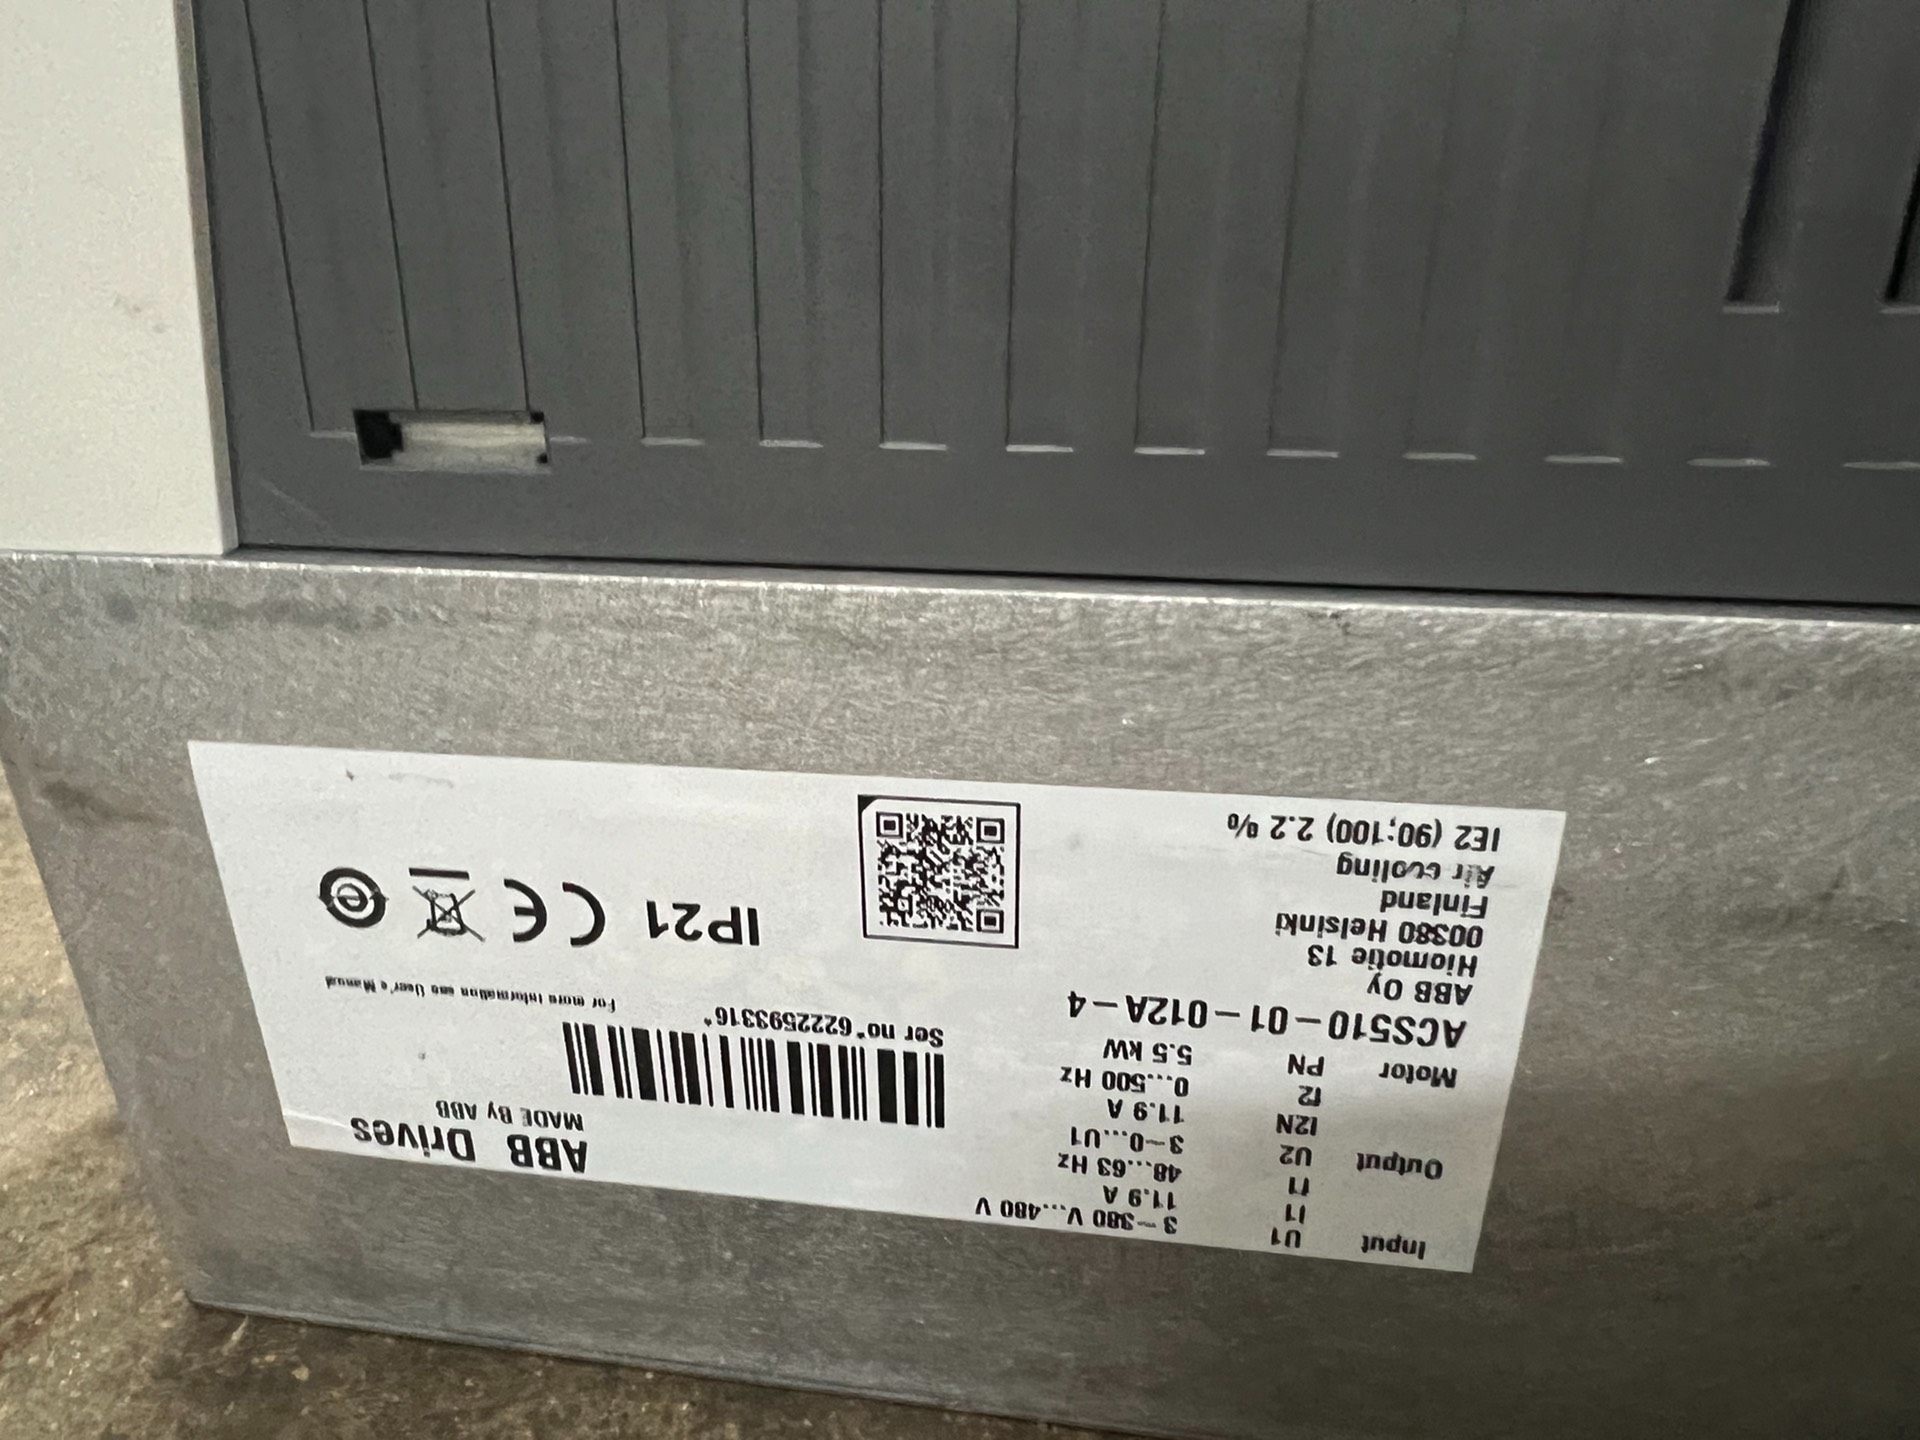 Input U1 3~380 V...480 V
I1 11.9 A
f1 48...63 Hz
Output U2 3~0...U1
I2N 11.9 A
f2 0...500 Hz
Motor PN 5.5 kW
ACS510-01-012A-4
ABB Oy
Hiomotie 13
00380 Helsinki
Finland
Air cooling
IE2 (90;100) 2.2 %
ABB Drives
MADE By ABB
Ser no*6222593316*
For more information see User's Manual
IP21 CE
e